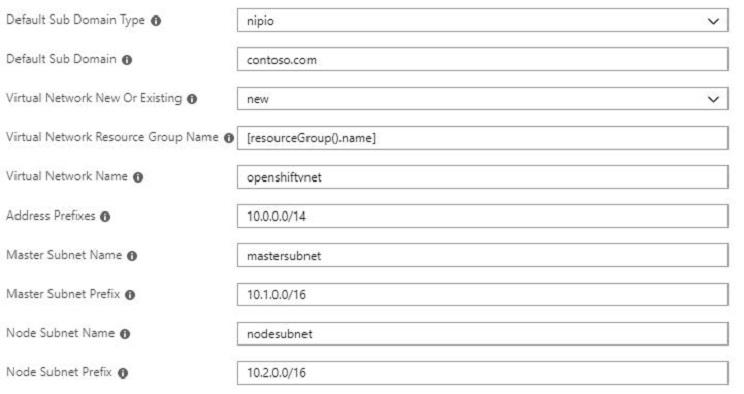 Default Sub Domain Type nipio
Default Sub Domain contoso.com
Virtual Network New Or Existing new
Virtual Network Resource Group Name [resourceGroup().name]
Virtual Network Name openshiftvnet
Address Prefixes 10.0.0.0/14
Master Subnet Name mastersubnet
Master Subnet Prefix 10.1.0.0/16
Node Subnet Name nodesubnet
Node Subnet Prefix 10.2.0.0/16